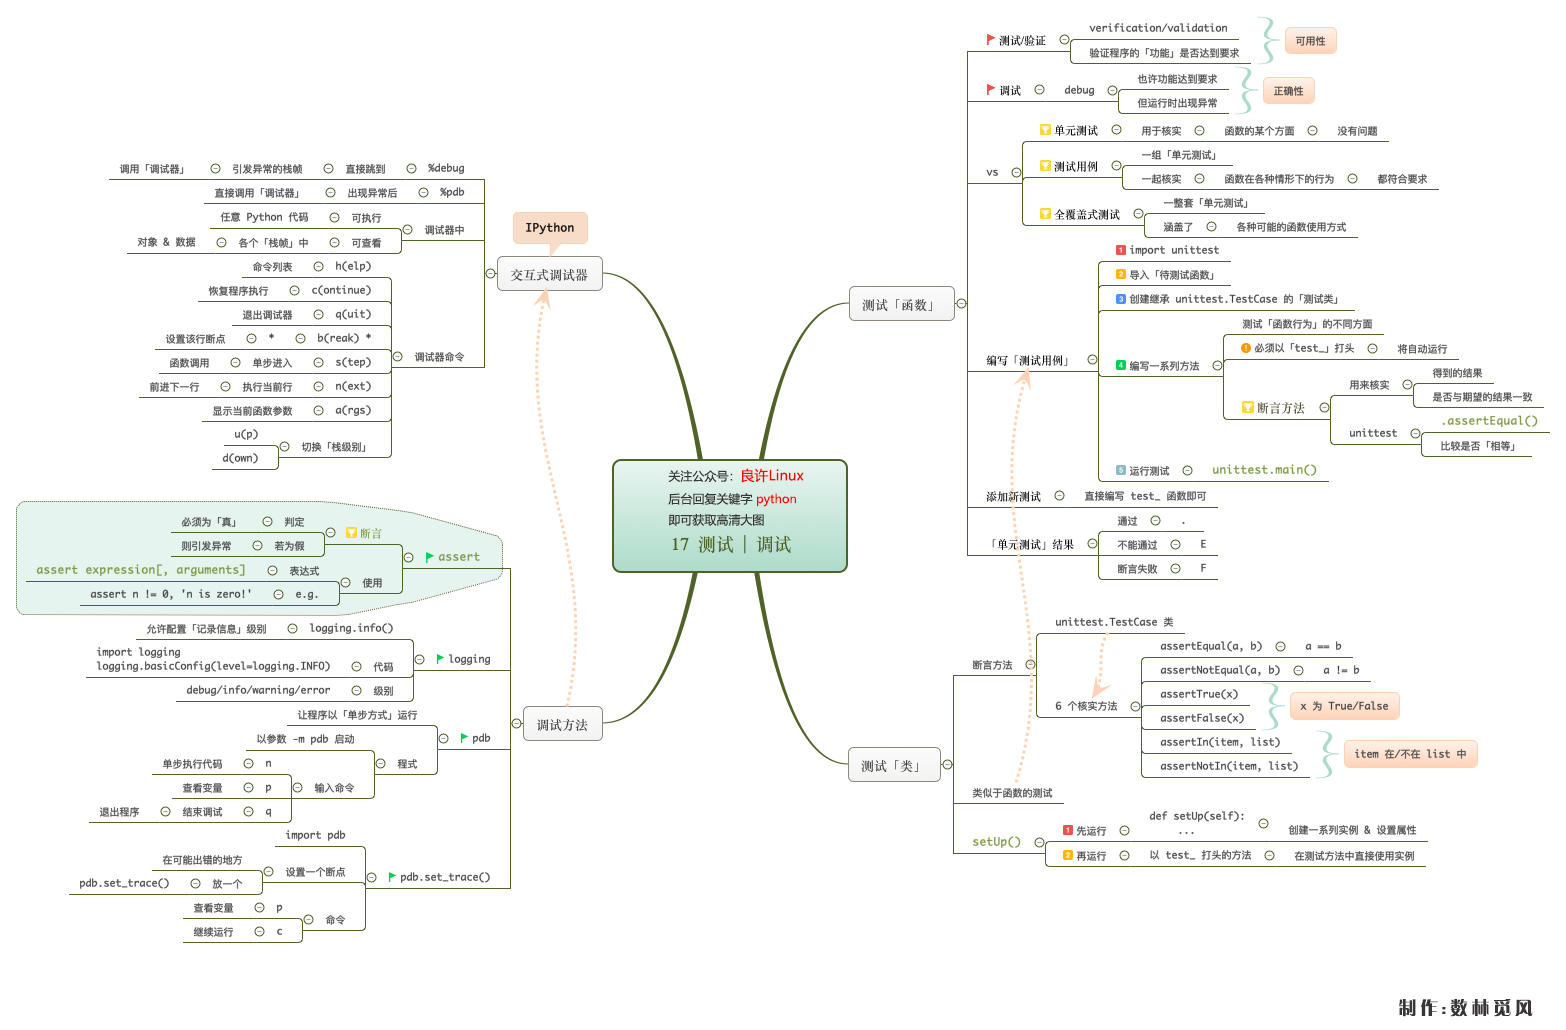 关注公众号：良许Linux
后台回复关键字 python
即可获取高清大图
17 测试 | 调试
测试「函数」
测试/验证
verification/validation
验证程序的「功能」是否达到要求
可用性
调试
debug
也许功能达到要求
但运行时出现异常
正确性
vs
单元测试
用于核实
函数的某个方面
没有问题
测试用例
一组「单元测试」
一起核实
函数在各种情形下的行为
都符合要求
全覆盖式测试
一整套「单元测试」
涵盖了
各种可能的函数使用方式
编写「测试用例」
1 import unittest
2 导入「待测试函数」
3 创建继承 unittest.TestCase 的「测试类」
4 编写一系列方法
测试「函数行为」的不同方面
! 必须以「test_」打头
将自动运行
断言方法
用来核实
得到的结果
是否与期望的结果一致
unittest
.assertEqual()
比较是否「相等」
5 运行测试
unittest.main()
添加新测试
直接编写 test_ 函数即可
「单元测试」结果
通过
.
不能通过
E
断言失败
F
测试「类」
断言方法
unittest.TestCase 类
6 个核实方法
assertEqual(a, b)
a == b
assertNotEqual(a, b)
a != b
assertTrue(x)
assertFalse(x)
x 为 True/False
assertIn(item, list)
assertNotIn(item, list)
item 在/不在 list 中
类似于函数的测试
setUp()
1 先运行
def setUp(self):
...
创建一系列实例 & 设置属性
2 再运行
以 test_ 打头的方法
在测试方法中直接使用实例
IPython
交互式调试器
%debug
直接跳到
引发异常的栈帧
调用「调试器」
%pdb
出现异常后
直接调用「调试器」
调试器中
可执行
任意 Python 代码
可查看
各个「栈帧」中
对象 & 数据
调试器命令
h(elp)
命令列表
c(ontinue)
恢复程序执行
q(uit)
退出调试器
b(reak) *
*
设置该行断点
s(tep)
单步进入
函数调用
n(ext)
执行当前行
前进下一行
a(rgs)
显示当前函数参数
切换「栈级别」
u(p)
d(own)
调试方法
assert
断言
判定
必须为「真」
若为假
则引发异常
使用
表达式
assert expression[, arguments]
e.g.
assert n != 0, 'n is zero!'
logging
logging.info()
允许配置「记录信息」级别
代码
import logging
logging.basicConfig(level=logging.INFO)
级别
debug/info/warning/error
pdb
让程序以「单步方式」运行
程式
以参数 -m pdb 启动
输入命令
n
单步执行代码
p
查看变量
q
结束调试
退出程序
pdb.set_trace()
import pdb
设置一个断点
在可能出错的地方
放一个
pdb.set_trace()
命令
p
查看变量
c
继续运行
制作:数林觅风